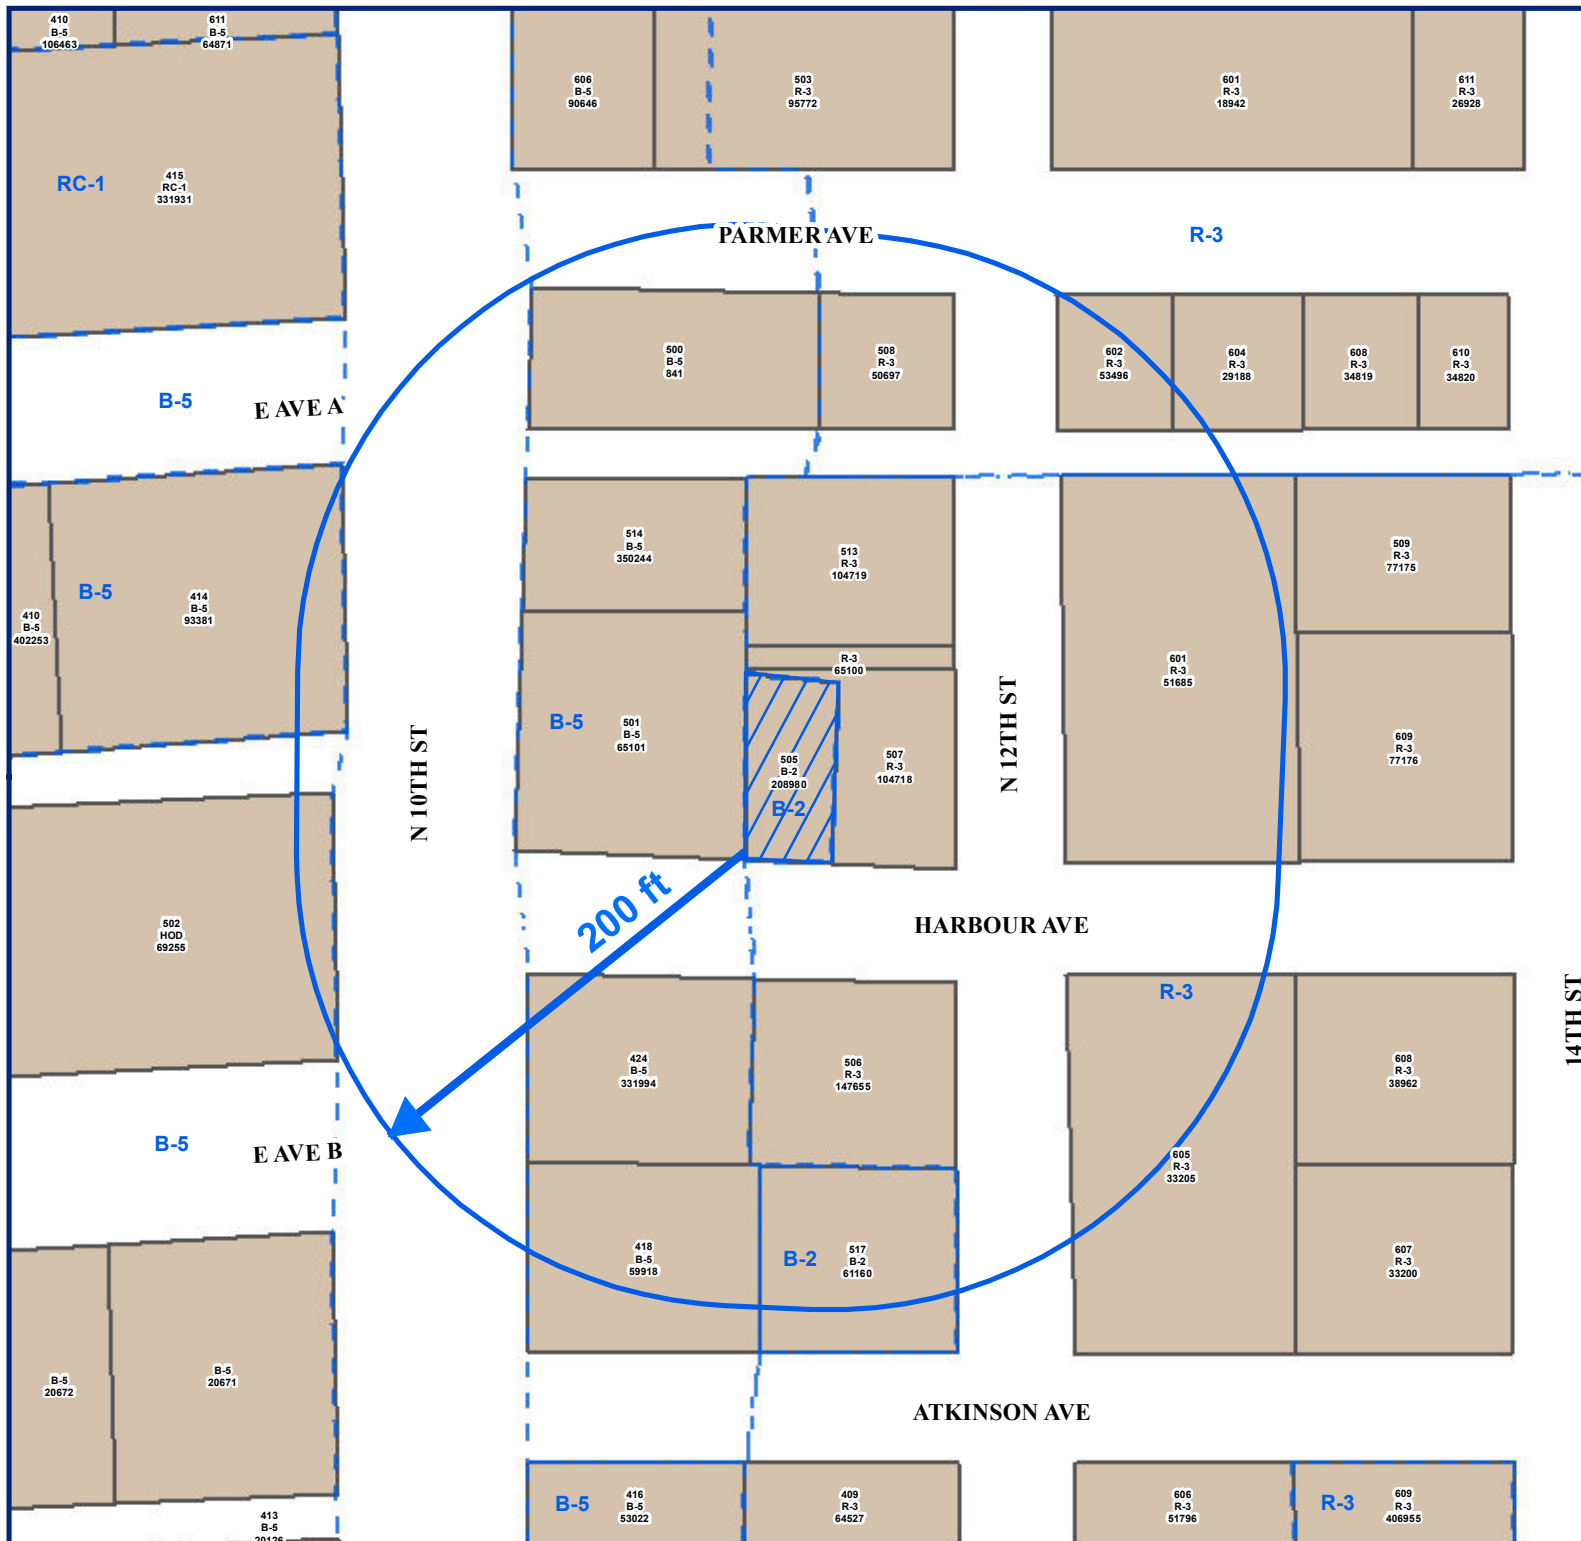 410
B-5
106463
611
B-5
64871
606
B-5
90646
503
R-3
95772
601
R-3
18942
611
R-3
26928
RC-1
415
RC-1
331931
PARMER AVE
R-3
500
B-5
841
508
R-3
50697
602
R-3
53496
604
R-3
29188
608
R-3
34819
610
R-3
34820
B-5
E AVE A
514
B-5
350244
513
R-3
104719
509
R-3
77175
B-5
414
B-5
93381
410
B-5
402253
R-3
65100
601
R-3
51685
N 10TH ST
B-5
501
B-5
65101
505
B-2
208980
B-2
507
R-3
104718
N 12TH ST
609
R-3
77176
200 ft
502
HOD
69255
HARBOUR AVE
R-3
14TH ST
424
B-5
331994
506
R-3
147655
608
R-3
38962
B-5
E AVE B
605
R-3
33205
418
B-5
59918
B-2
517
B-2
61160
607
R-3
33200
B-5
20672
B-5
20671
ATKINSON AVE
B-5
416
B-5
53022
409
R-3
64527
606
R-3
51796
R-3
609
R-3
406955
413
B-5
20126